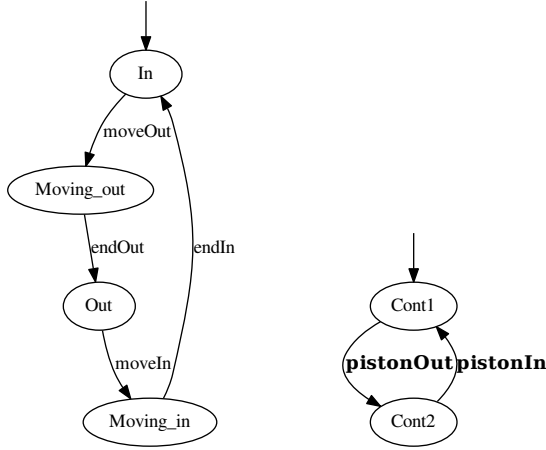 In
moveOut
Moving_out
endOut
endIn
Out
moveIn
Moving_in
Cont1
pistonOut
pistonIn
Cont2